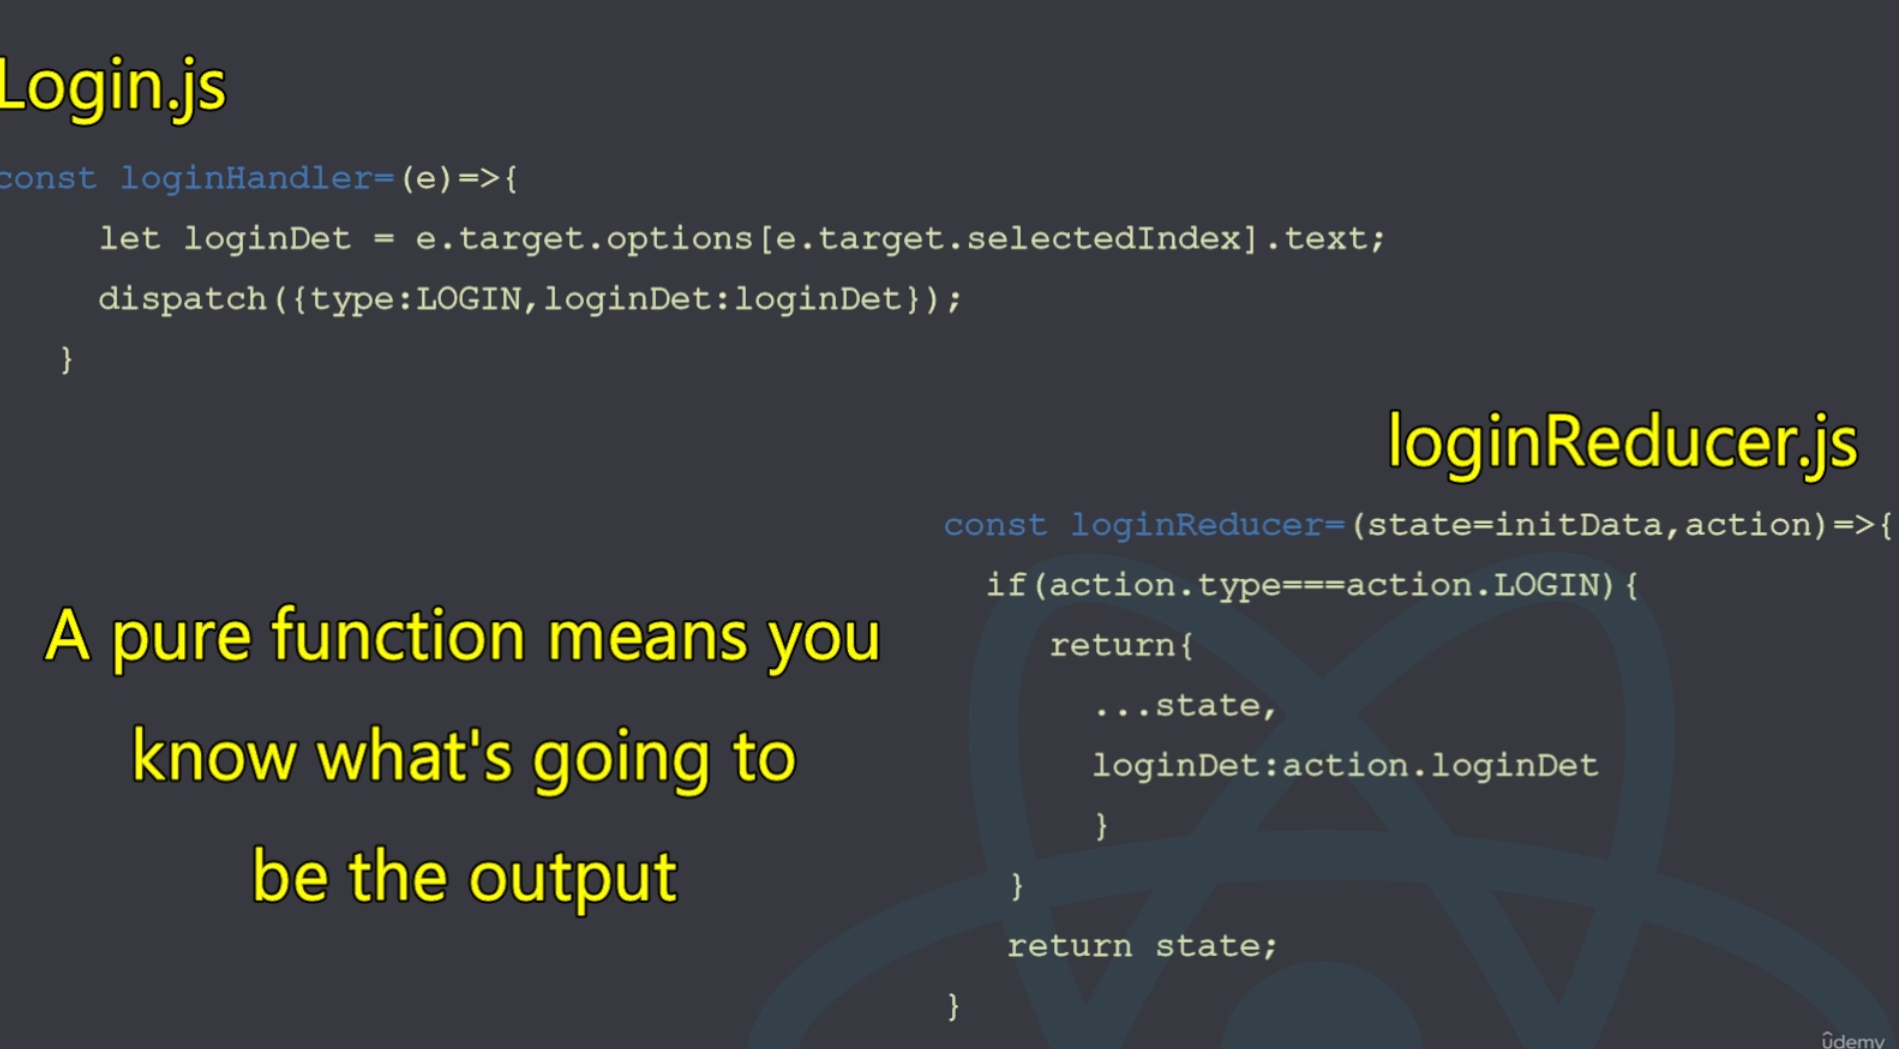 Login.js
const loginHandler=(e)=>{
let loginDet = e.target.options[e.target.selectedIndex].text;
dispatch({type:LOGIN,loginDet:loginDet});
}
loginReducer.js
const loginReducer=(state=initData,action)=>{
if(action.type===action.LOGIN){
return{
...state,
loginDet:action.loginDet
}
}
return state;
}
A pure function means you
know what's going to
be the output
ûdemy